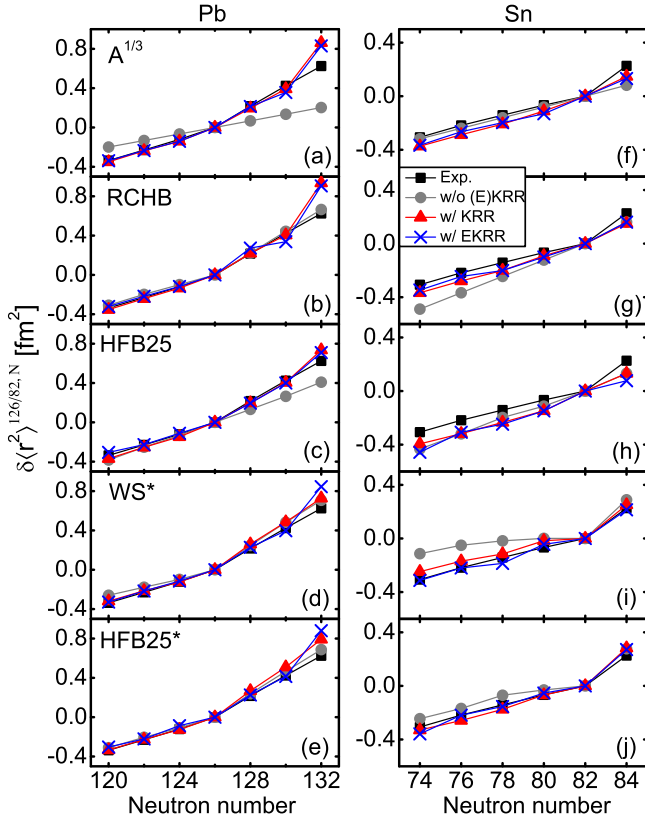 Pb Sn
0.8
0.4
0.0
-0.4
A1/3
(a)
0.4
0.0
-0.4
(f)
Exp.
w/o (E)KRR
w/ KRR
w/ EKRR
0.8
0.4
0.0
-0.4
RCHB
(b)
0.4
0.0
-0.4
(g)
0.8
0.4
0.0
-0.4
HFB25
(c)
0.4
0.0
-0.4
(h)
0.8
0.4
0.0
-0.4
WS*
(d)
0.4
0.0
-0.4
(i)
0.8
0.4
0.0
-0.4
HFB25*
(e)
0.4
0.0
-0.4
(j)
δ⟨r²⟩126/82, N [fm²]
120 122 124 126 128 130 132
74 76 78 80 82 84
Neutron number Neutron number